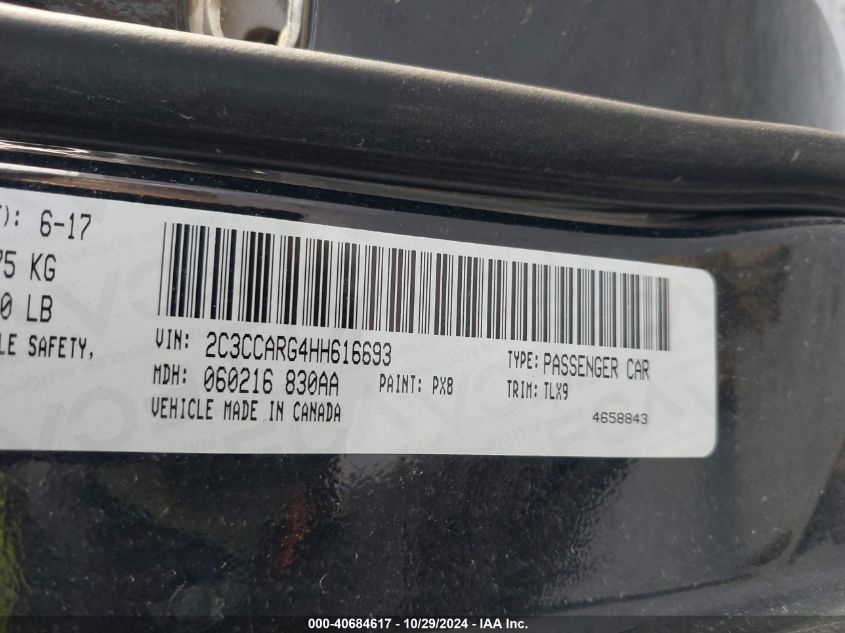 ): 6-17
75 KG
0 LB
LE SAFETY,
VIN: 2C3CCARG4HH616693
TYPE: PASSENGER CAR
MDH: 060216 830AA PAINT: PX8
TRIM: TLX9
VEHICLE MADE IN CANADA
4658843
000-40684617 - 10/29/2024 - IAA Inc.